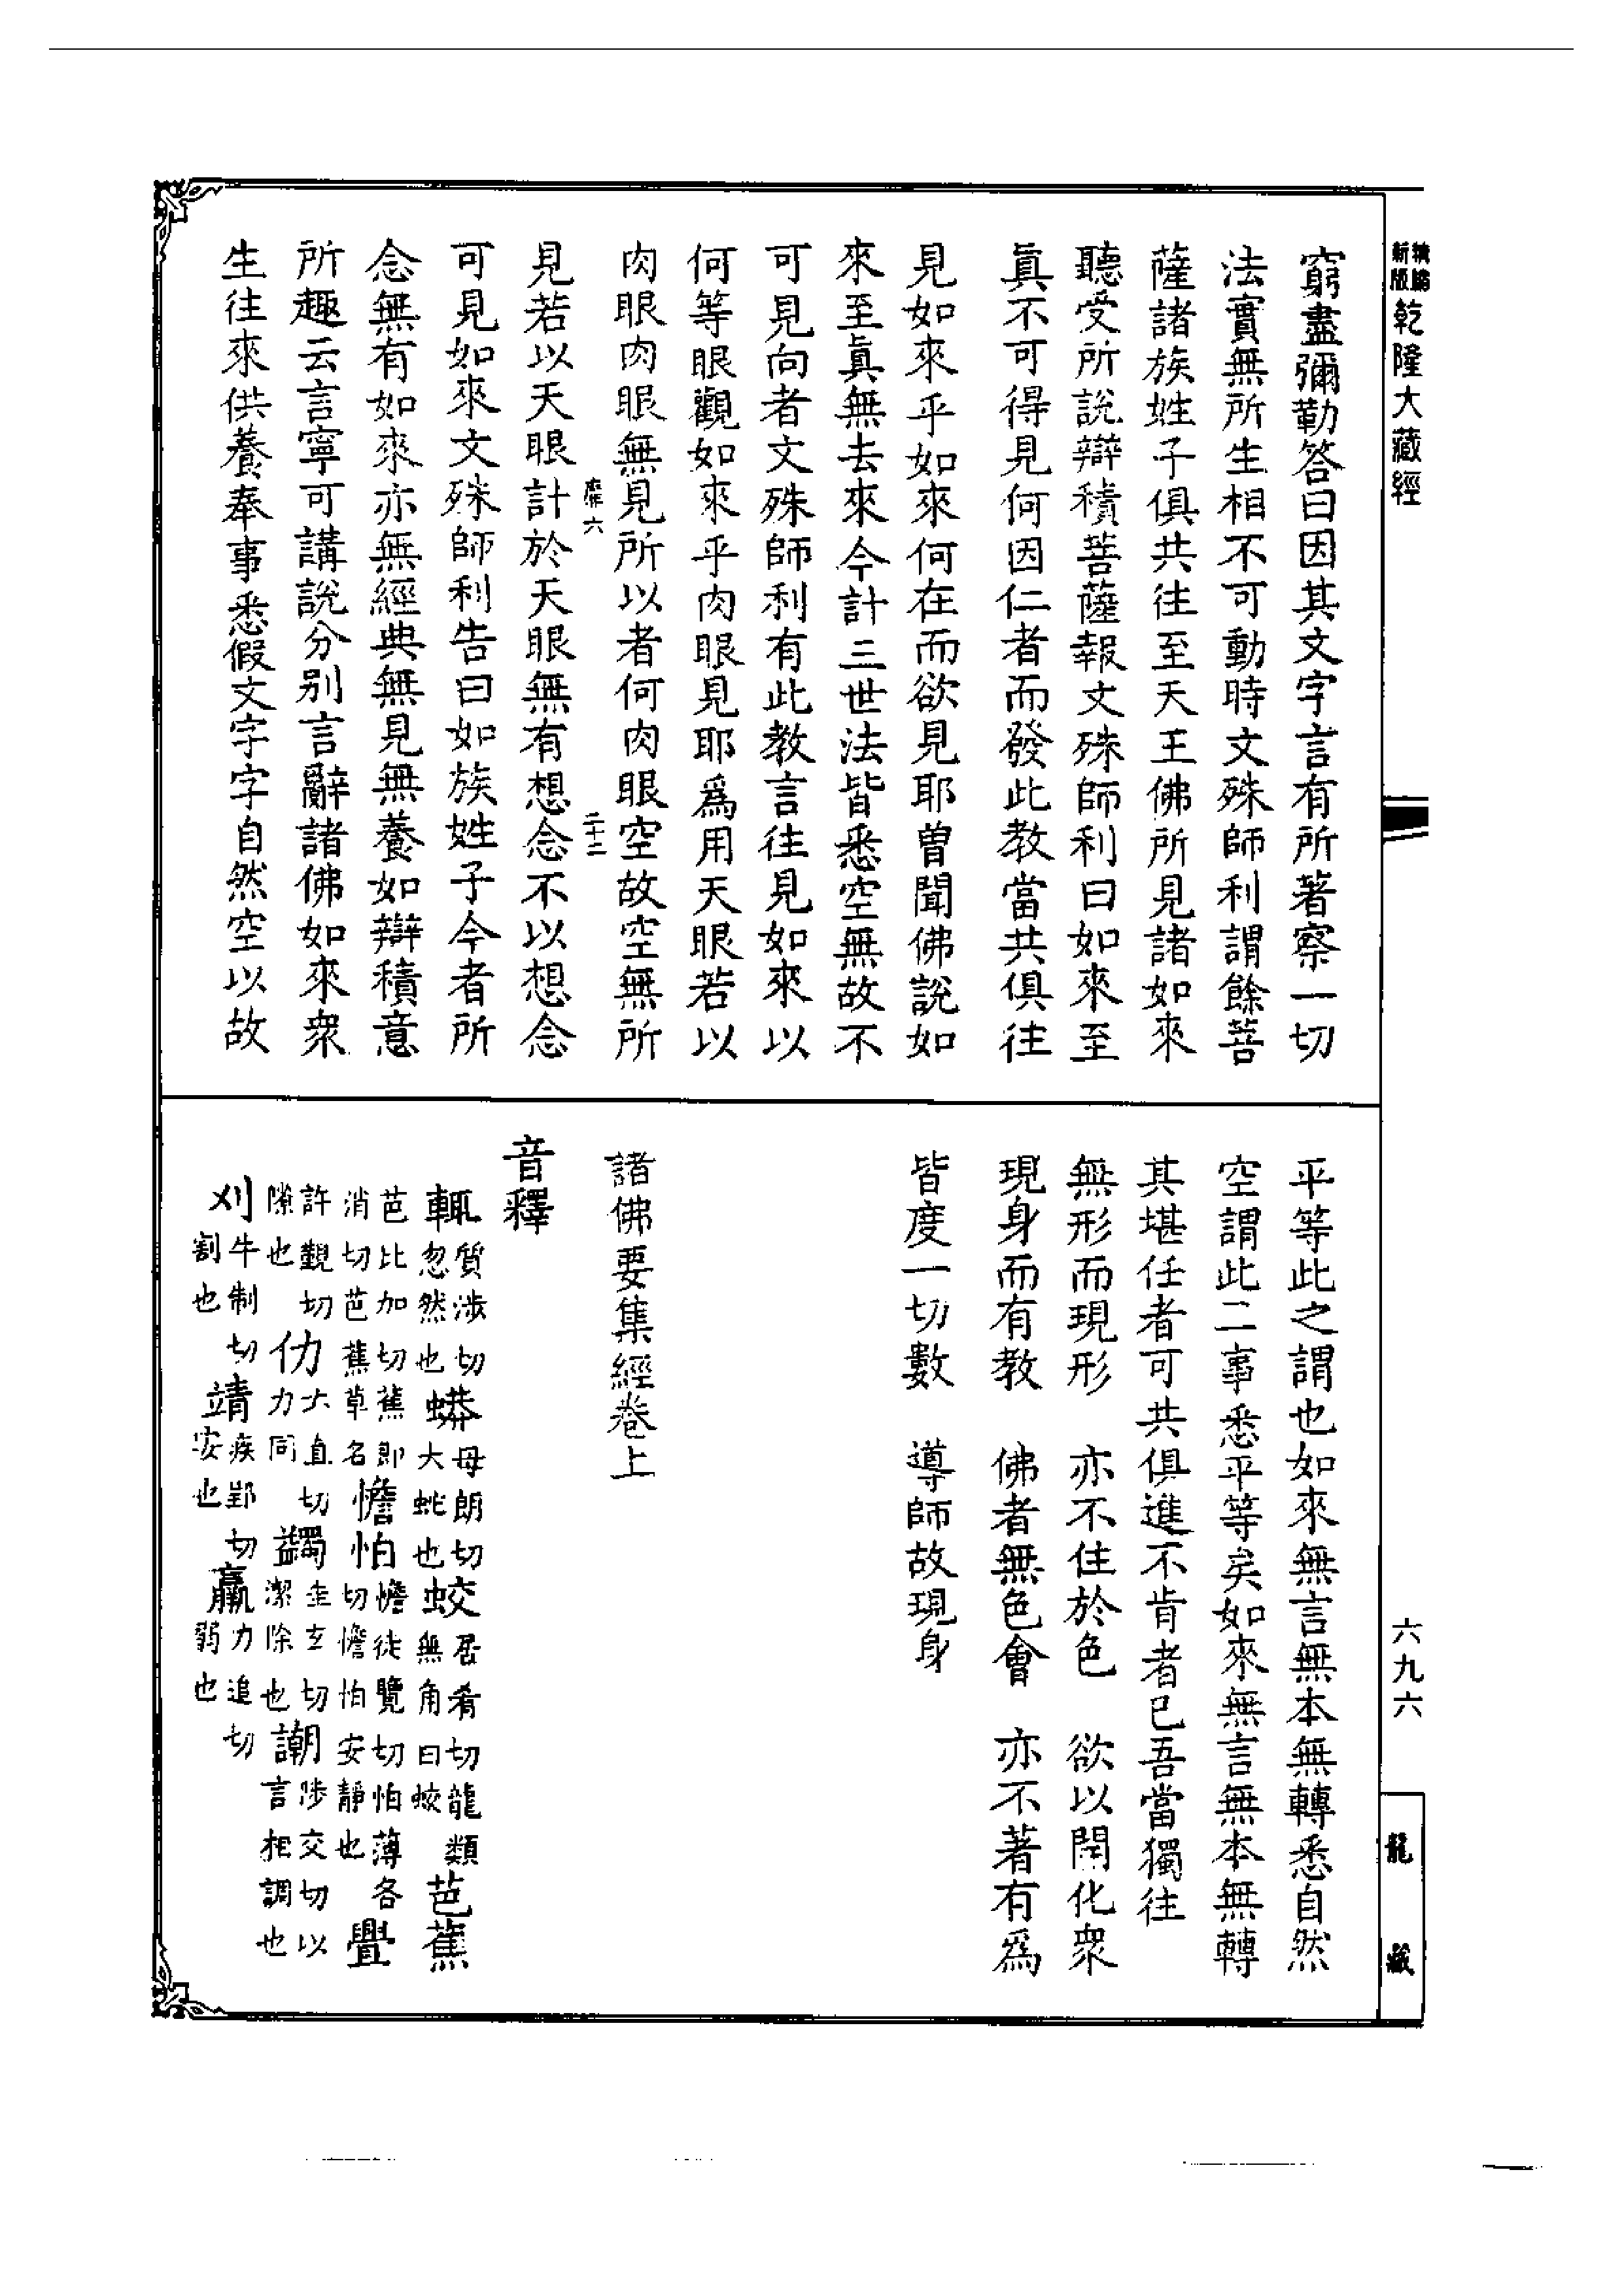 新版精編
乾隆大藏經
六九六
龍藏
窮盡彌勒答曰因其文字言有所著察一切
法實無所生相不可動時文殊師利謂餘菩
薩諸族姓子俱共往至天王佛所見諸如來
聽受所說辯積菩薩報文殊師利曰如來至
眞不可得見何因仁者而發此教當共俱往
見如來乎如來何在而欲見耶曾聞佛說如
來至眞無去來今計三世法皆悉空無故不
可見向者文殊師利有此教言往見如來以
何等眼觀如來乎肉眼見耶爲用天眼若以
肉眼肉眼無見所以者何肉眼空故空無所
六 二十二
見若以天眼計於天眼無有想念不以想念
可見如來文殊師利告曰如族姓子今者所
念無有如來亦無經典無見無養如辯積意
所趣云言寧可講說分別言辭諸佛如來衆
生往來供養奉事悉假文字字自然空以故
平等此之謂也如來無言無本無轉悉自然
空謂此二事悉平等矣如來無言無本無轉
其堪任者可共俱進不肯者已吾當獨往
無形而現形 亦不住於色 欲以開化衆
現身而有教 佛者無色會 亦不著有爲
皆度一切數 導師故現身
諸佛要集經卷上
音釋
輒質涉切忽然也蟒母朗切大蛇也蛟居肴切龍類無角曰蛟芭蕉
芭比加切蕉即消切芭蕉草名憺怕憺徒覽切怕薄各切憺怕安靜也舋
許觀切隙也仂六直切力同蠲圭玄切潔除也謿陟交切以言相調也
刈牛制切割也靖疾郢切安也羸力追切弱也